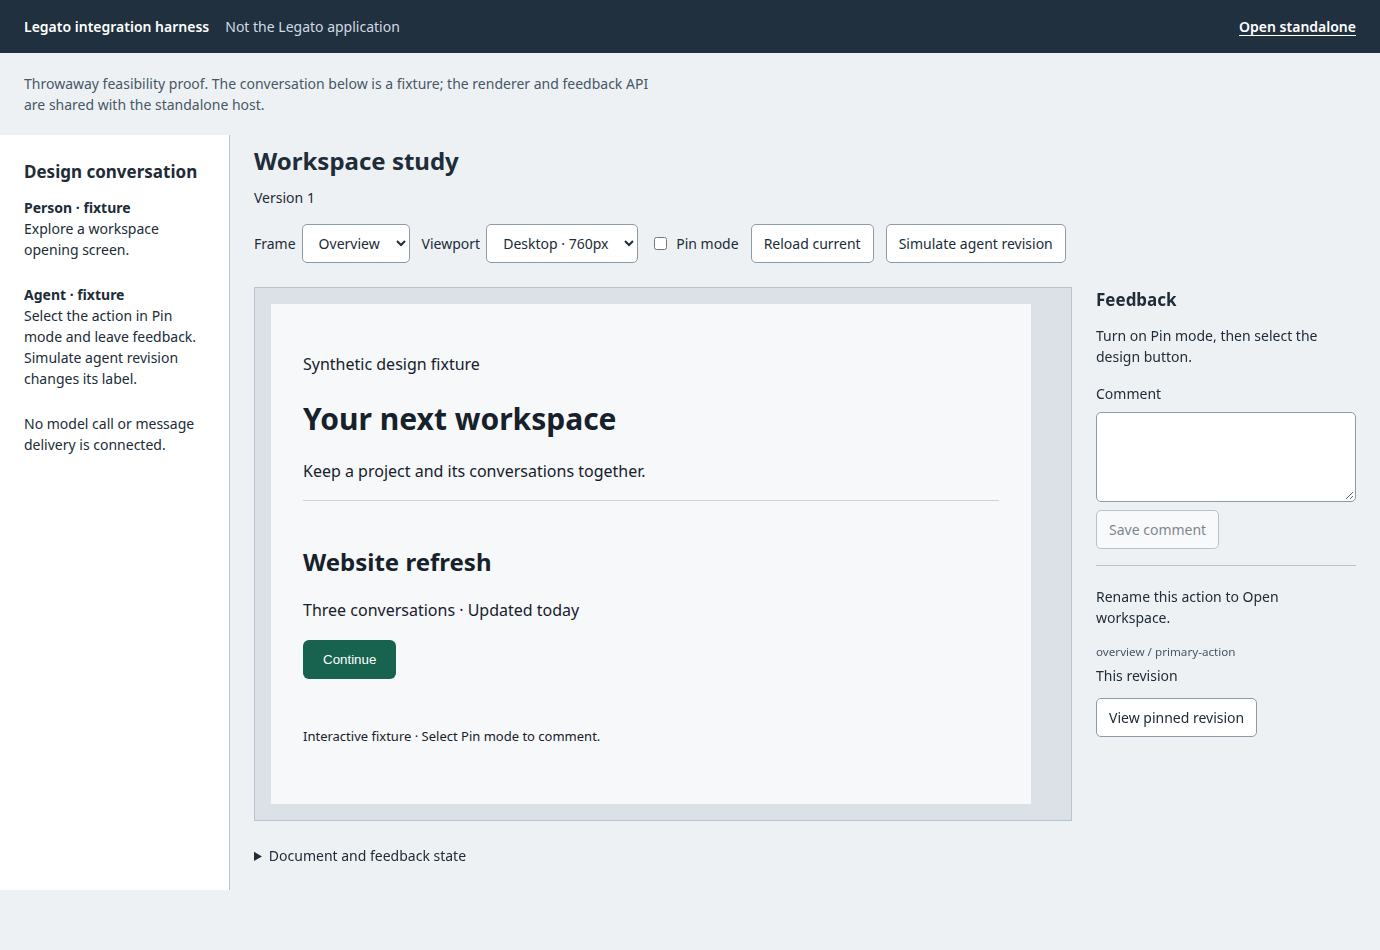 Legato integration harness Not the Legato application Open standalone
Throwaway feasibility proof. The conversation below is a fixture; the renderer and feedback API
are shared with the standalone host.
Design conversation
Person · fixture
Explore a workspace
opening screen.
Agent · fixture
Select the action in Pin
mode and leave feedback.
Simulate agent revision
changes its label.
No model call or message
delivery is connected.
Workspace study
Version 1
Frame Overview Viewport Desktop · 760px Pin mode Reload current Simulate agent revision
Synthetic design fixture
Your next workspace
Keep a project and its conversations together.
Website refresh
Three conversations · Updated today
Continue
Interactive fixture · Select Pin mode to comment.
Document and feedback state
Feedback
Turn on Pin mode, then select the
design button.
Comment
Save comment
Rename this action to Open
workspace.
overview / primary-action
This revision
View pinned revision